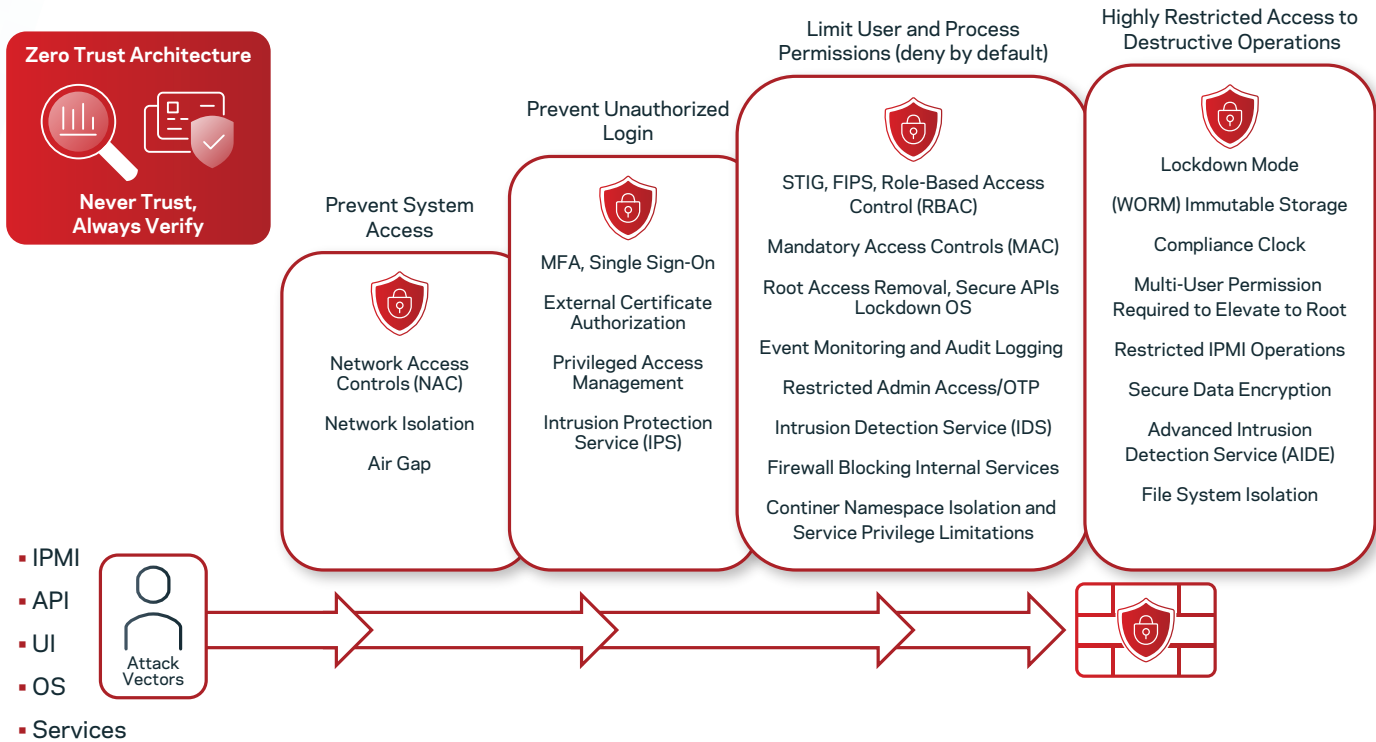 Zero Trust Architecture
Never Trust,
Always Verify
Prevent System
Access
Network Access
Controls (NAC)
Network Isolation
Air Gap
Prevent Unauthorized
Login
MFA, Single Sign-On
External Certificate
Authorization
Privileged Access
Management
Intrusion Protection
Service (IPS)
Limit User and Process
Permissions (deny by default)
STIG, FIPS, Role-Based Access
Control (RBAC)
Mandatory Access Controls (MAC)
Root Access Removal, Secure APIs
Lockdown OS
Event Monitoring and Audit Logging
Restricted Admin Access/OTP
Intrusion Detection Service (IDS)
Firewall Blocking Internal Services
Continer Namespace Isolation and
Service Privilege Limitations
Highly Restricted Access to
Destructive Operations
Lockdown Mode
(WORM) Immutable Storage
Compliance Clock
Multi-User Permission
Required to Elevate to Root
Restricted IPMI Operations
Secure Data Encryption
Advanced Intrusion
Detection Service (AIDE)
File System Isolation
▪ IPMI
▪ API
▪ UI
▪ OS
▪ Services
Attack
Vectors